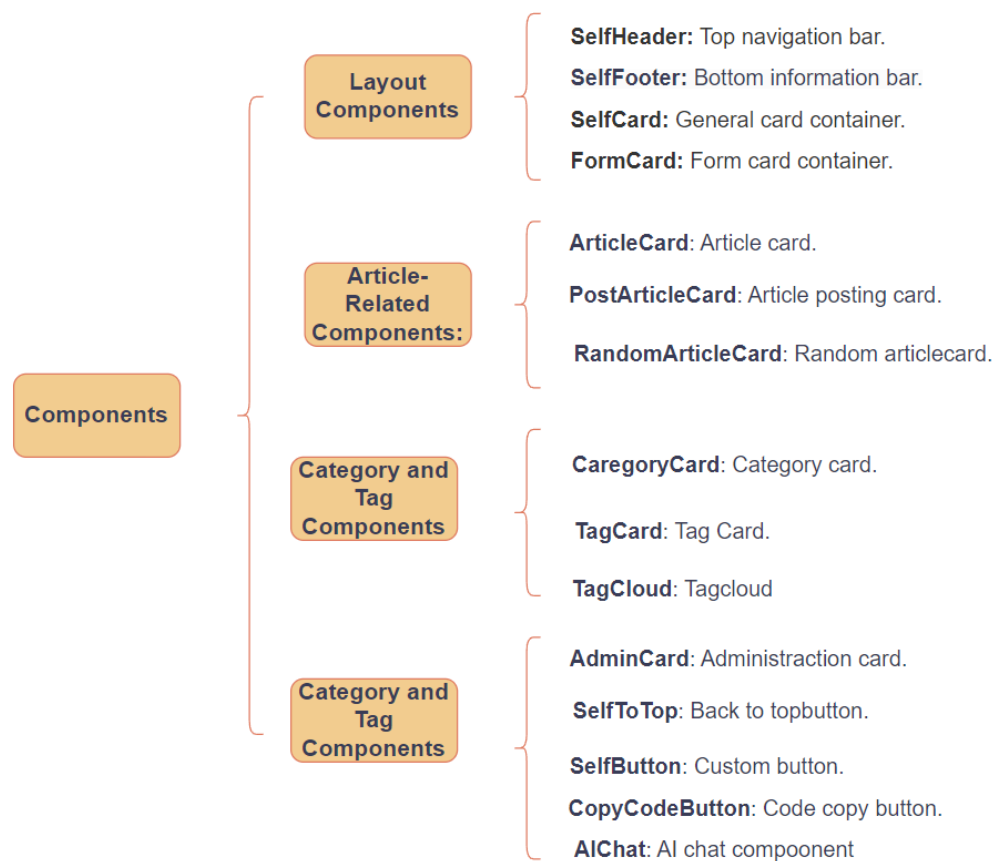 Components
Layout
Components
SelfHeader: Top navigation bar.
SelfFooter: Bottom information bar.
SelfCard: General card container.
FormCard: Form card container.
Article-
Related
Components:
ArticleCard: Article card.
PostArticleCard: Article posting card.
RandomArticleCard: Random articlecard.
Category and
Tag
Components
CaregoryCard: Category card.
TagCard: Tag Card.
TagCloud: Tagcloud
Category and
Tag
Components
AdminCard: Administraction card.
SelfToTop: Back to topbutton.
SelfButton: Custom button.
CopyCodeButton: Code copy button.
AIChat: AI chat compoonent